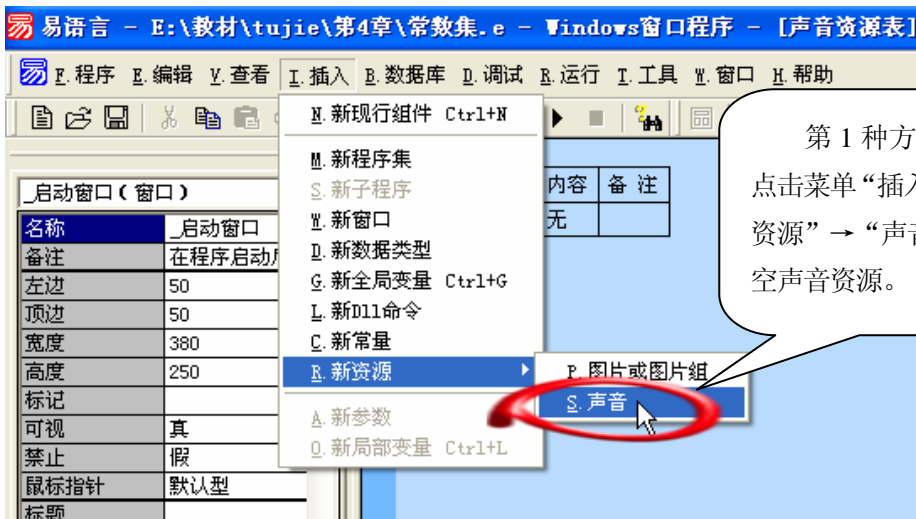 易语言 - E:\教材\tujie\第4章\常数集.e - Windows窗口程序 - [声音资源表]
F.程序 E.编辑 V.查看 I.插入 B.数据库 D.调试 R.运行 T.工具 W.窗口 H.帮助
N.新现行组件 Ctrl+N
M.新程序集
S.新子程序
W.新窗口
D.新数据类型
G.新全局变量 Ctrl+G
L.新Dll命令
C.新常量
R.新资源
A.新参数
O.新局部变量 Ctrl+L
P.图片或图片组
S.声音
内容 备 注
无
第 1 种方
点击菜单“插入
资源”→“声音
空声音资源。
_启动窗口(窗口)
名称 _启动窗口
备注 在程序启动后
左边 50
顶边 50
宽度 380
高度 250
标记
可视 真
禁止 假
鼠标指针 默认型
标题